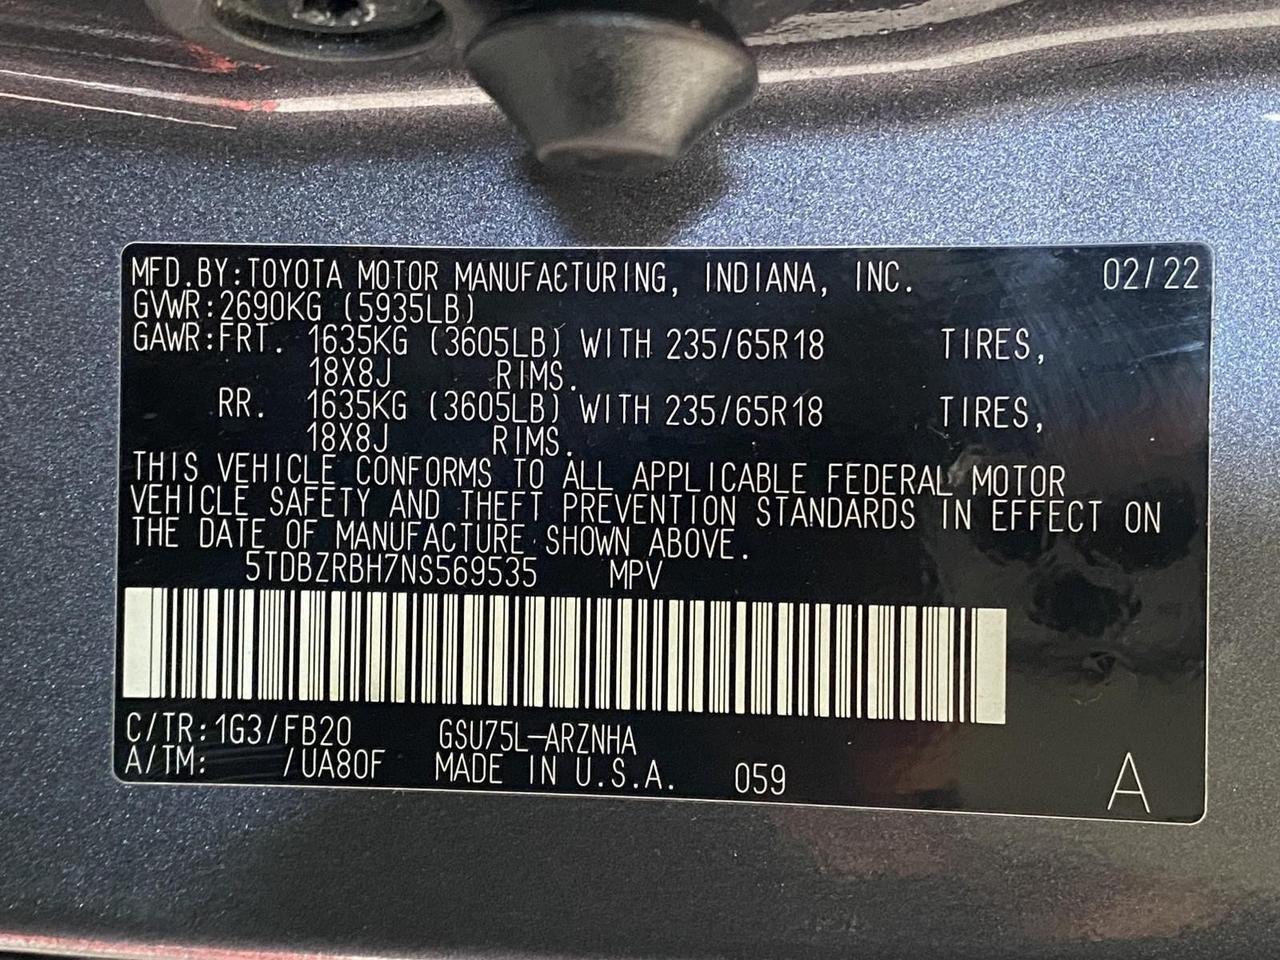 MFD.BY:TOYOTA MOTOR MANUFACTURING, INDIANA, INC. 02/22
GVWR:2690KG (5935LB)
GAWR:FRT. 1635KG (3605LB) WITH 235/65R18 TIRES,
18X8J RIMS.
RR. 1635KG (3605LB) WITH 235/65R18 TIRES,
18X8J RIMS.
THIS VEHICLE CONFORMS TO ALL APPLICABLE FEDERAL MOTOR
VEHICLE SAFETY AND THEFT PREVENTION STANDARDS IN EFFECT ON
THE DATE OF MANUFACTURE SHOWN ABOVE.
5TDBZRBH7NS569535 MPV
C/TR:1G3/FB20 GSU75L-ARZNHA
A/TM: /UA80F MADE IN U.S.A. 059 A